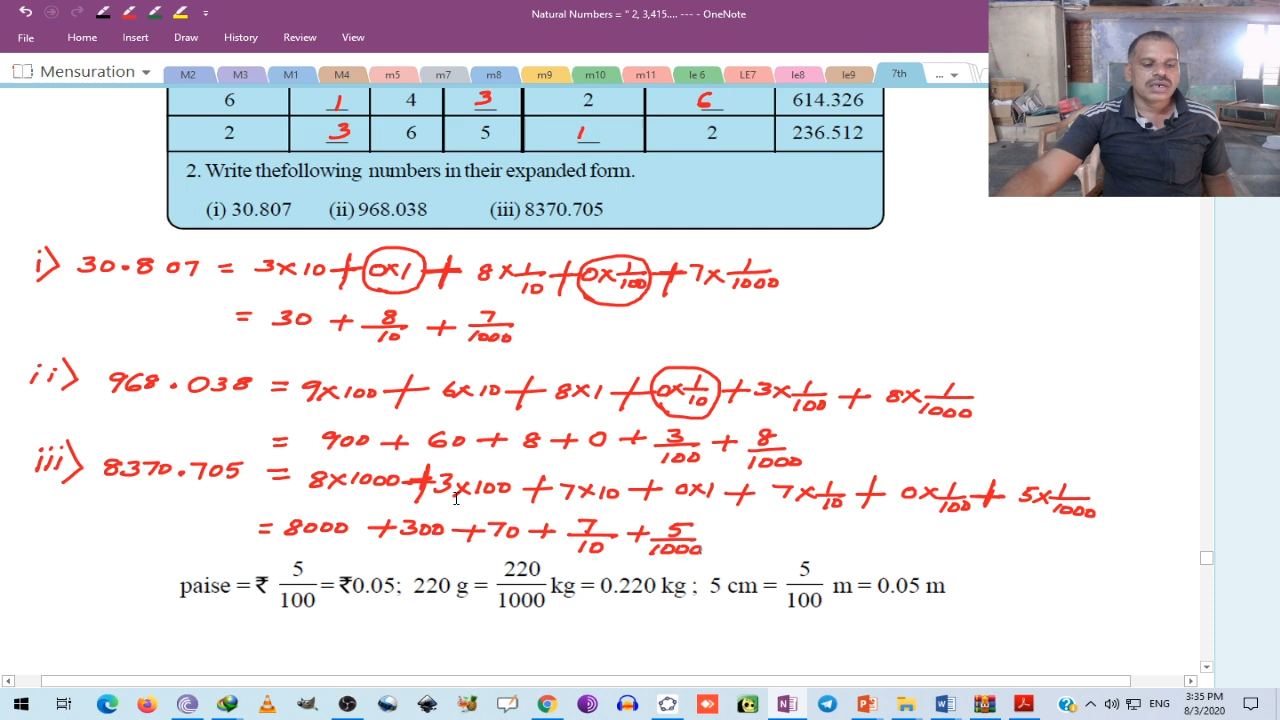 Natural Numbers = " 2, 3,415.... --- - OneNote
File Home Insert Draw History Review View
Mensuration M2 M3 M1 M4 m5 m7 m8 m9 m10 m11 le 6 LE7 le8 le9 7th ...
6 1 4 3 2 6 614.326
2 3 6 5 1 2 236.512
2. Write thefollowing numbers in their expanded form.
(i) 30.807 (ii) 968.038 (iii) 8370.705
i) 30.807 = 3×10 + 0×1 + 8×1/10 + 0×1/100 + 7×1/1000
= 30 + 8/10 + 7/1000
ii) 968.038 = 9×100 + 6×10 + 8×1 + 0×1/10 + 3×1/100 + 8×1/1000
= 900 + 60 + 8 + 0 + 3/100 + 8/1000
iii) 8370.705 = 8×1000 + 3×100 + 7×10 + 0×1 + 7×1/10 + 0×1/100 + 5×1/1000
= 8000 + 300 + 70 + 7/10 + 5/1000
paise = ₹ 5/100 = ₹0.05; 220 g = 220/1000 kg = 0.220 kg ; 5 cm = 5/100 m = 0.05 m
ENG 3:35 PM
8/3/2020